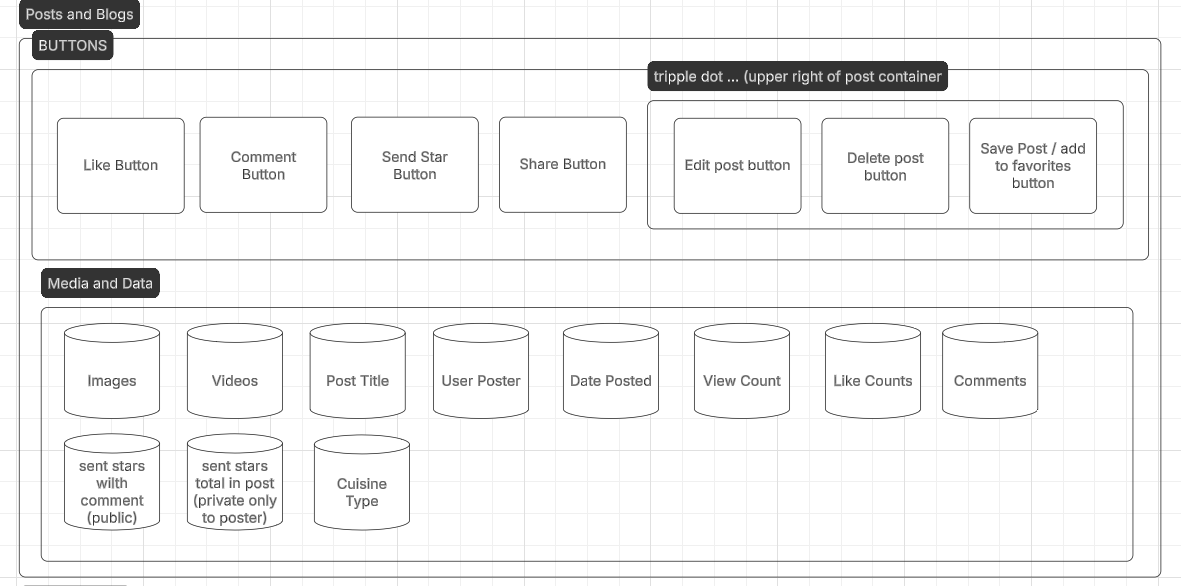 Posts and Blogs
BUTTONS
tripple dot ... (upper right of post container
Like Button
Comment
Button
Send Star
Button
Share Button
Edit post button
Delete post
button
Save Post / add
to favorites
button
Media and Data
Images
Videos
Post Title
User Poster
Date Posted
View Count
Like Counts
Comments
sent stars
wilth
comment
(public)
sent stars
total in post
(private only
to poster)
Cuisine
Type